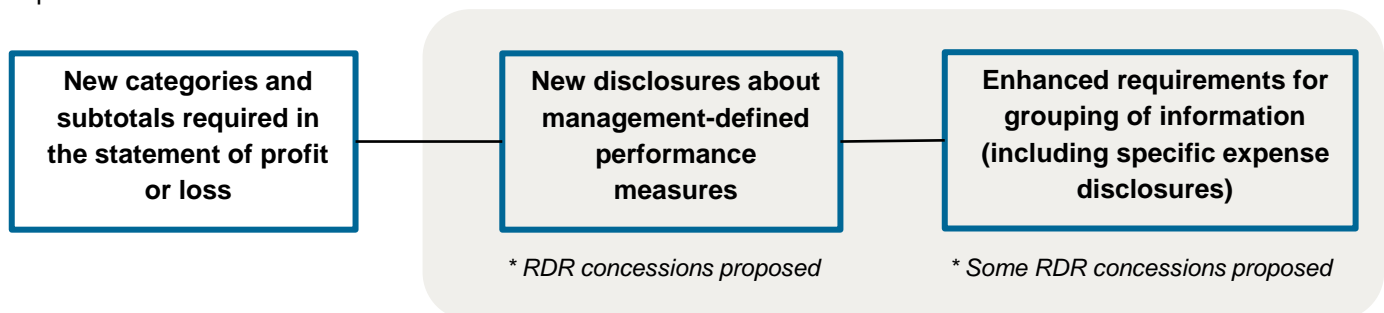 New categories and
subtotals required in
the statement of profit
or loss
New disclosures about
management-defined
performance
measures
Enhanced requirements for
grouping of information
(including specific expense
disclosures)
* RDR concessions proposed
* Some RDR concessions proposed